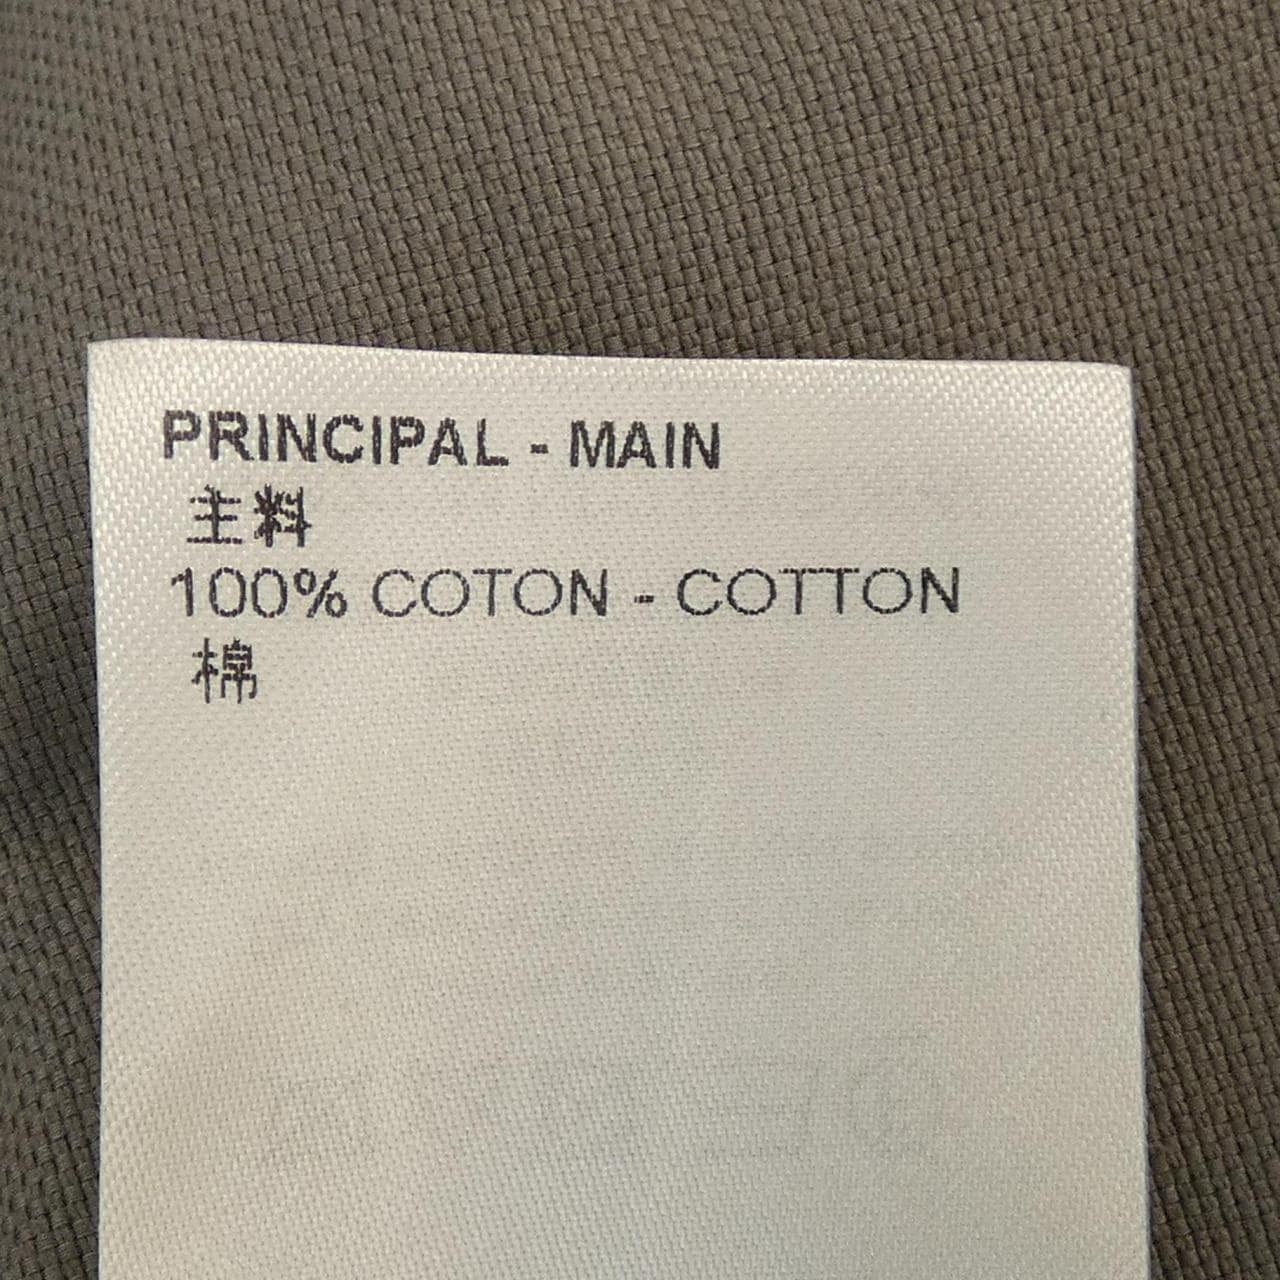 PRINCIPAL - MAIN
主料
100% COTON - COTTON
棉